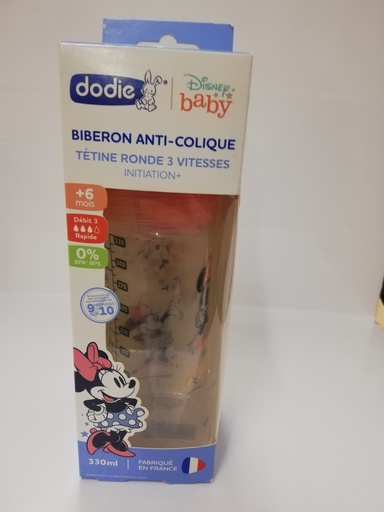 dodie
Disney
baby
BIBERON ANTI-COLIQUE
TÉTINE RONDE 3 VITESSES
INITIATION+
+6
mois
Débit 3
Rapide
0%
BPA* BPS
9 10
330ml
FABRIQUÉ
EN FRANCE